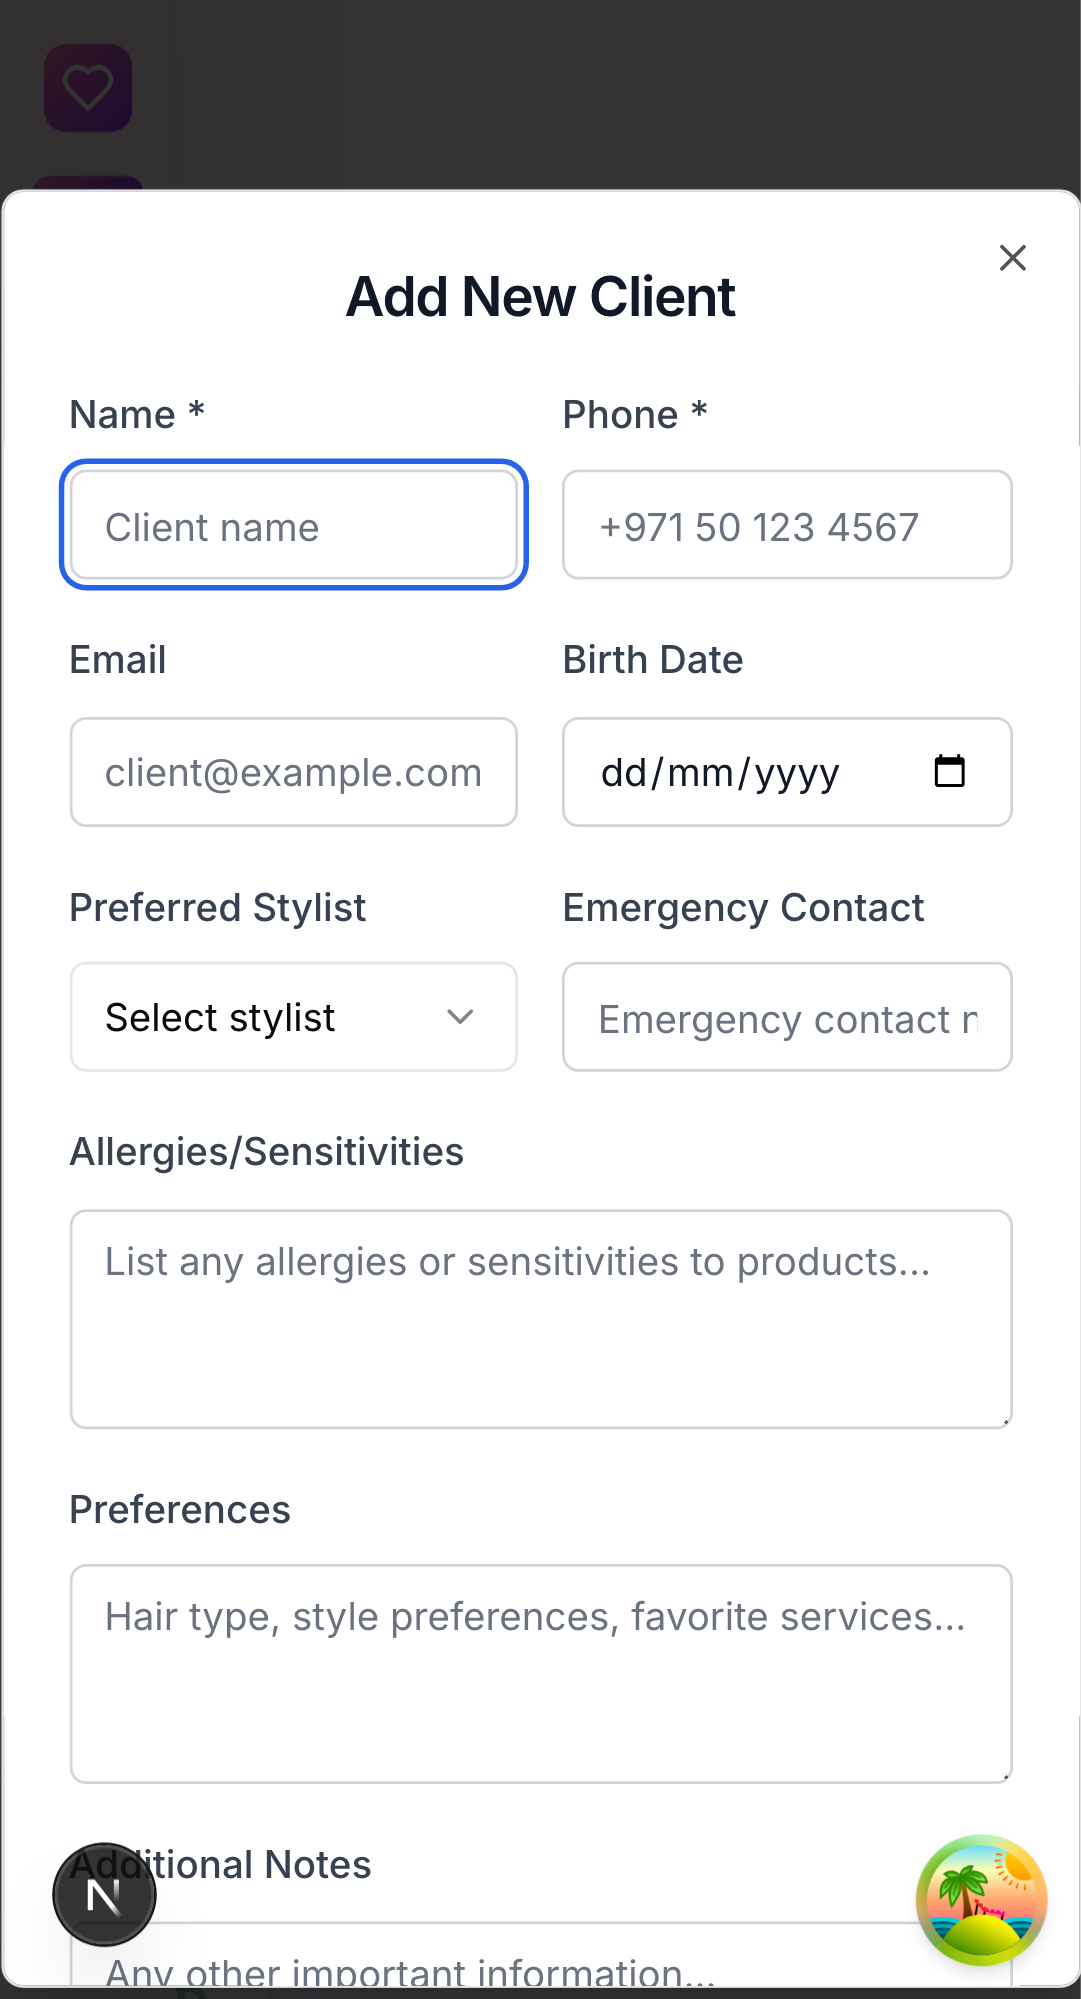 Add New Client
Name * Phone *
Client name +971 50 123 4567
Email Birth Date
client@example.com dd/mm/yyyy
Preferred Stylist Emergency Contact
Select stylist Emergency contact
Allergies/Sensitivities
List any allergies or sensitivities to products...
Preferences
Hair type, style preferences, favorite services...
Additional Notes
N
Any other important information...